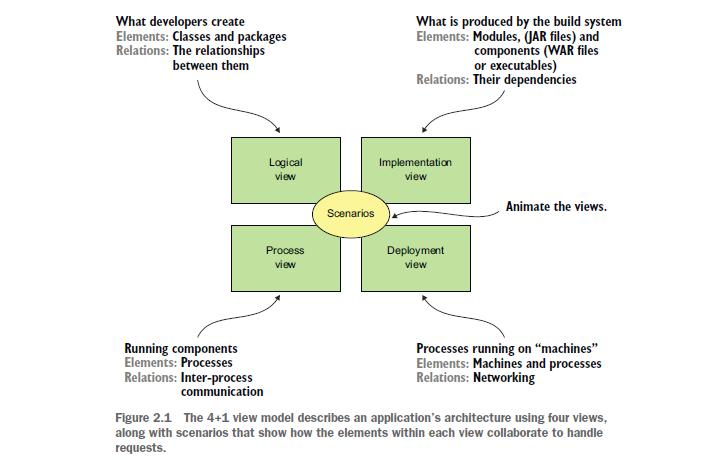 What developers create
Elements: Classes and packages
Relations: The relationships
between them
What is produced by the build system
Elements: Modules, (JAR files) and
components (WAR files
or executables)
Relations: Their dependencies
Logical
view
Implementation
view
Scenarios
Animate the views.
Process
view
Deployment
view
Running components
Elements: Processes
Relations: Inter-process
communication
Processes running on “machines”
Elements: Machines and processes
Relations: Networking
Figure 2.1 The 4+1 view model describes an application’s architecture using four views,
along with scenarios that show how the elements within each view collaborate to handle
requests.